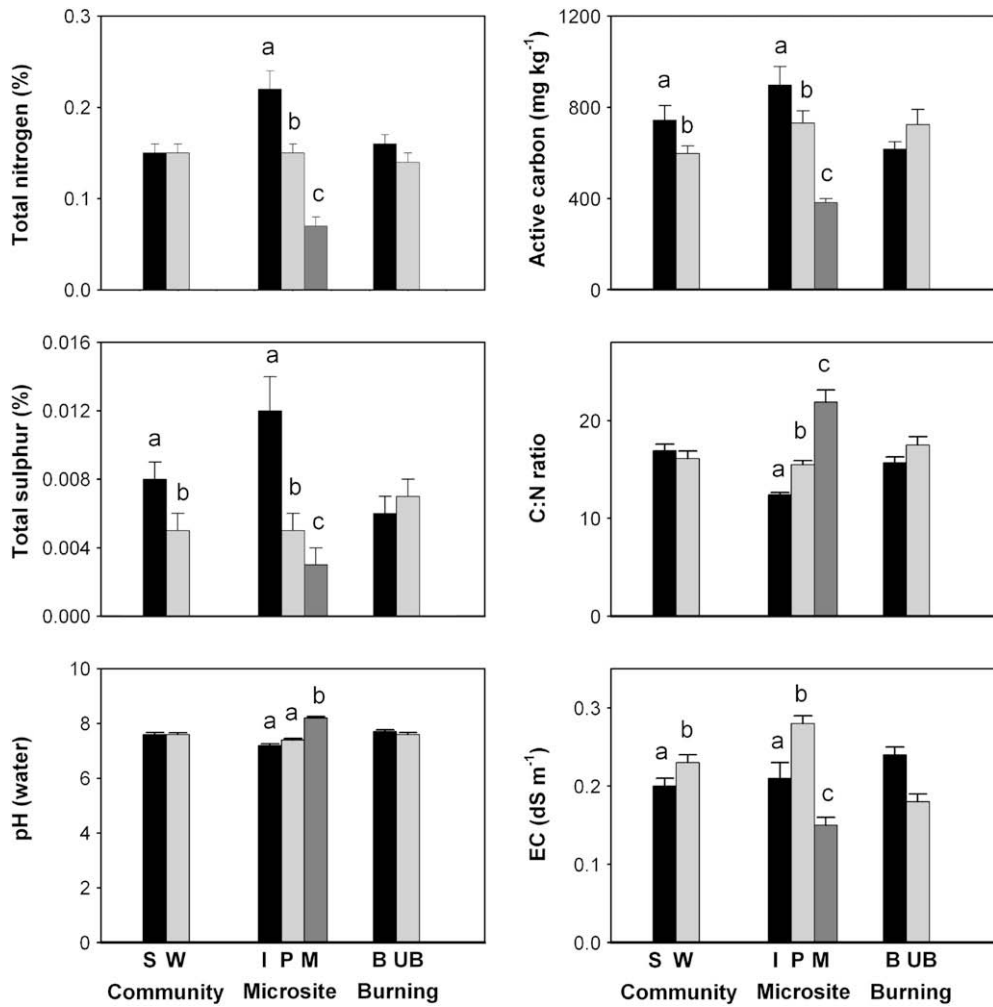 Total nitrogen (%)
0.3
0.2
0.1
0.0
a
b
c
Active carbon (mg kg⁻¹)
1200
800
400
0
a
b
a
b
c
Total sulphur (%)
0.016
0.012
0.008
0.004
0.000
a
b
a
b
c
C:N ratio
20
10
0
a
b
c
pH (water)
10
8
6
4
2
0
a
a
b
S W
I P M
B UB
Community
Microsite
Burning
EC (dS m⁻¹)
0.3
0.2
0.1
0.0
a
b
a
b
c
S W
I P M
B UB
Community
Microsite
Burning